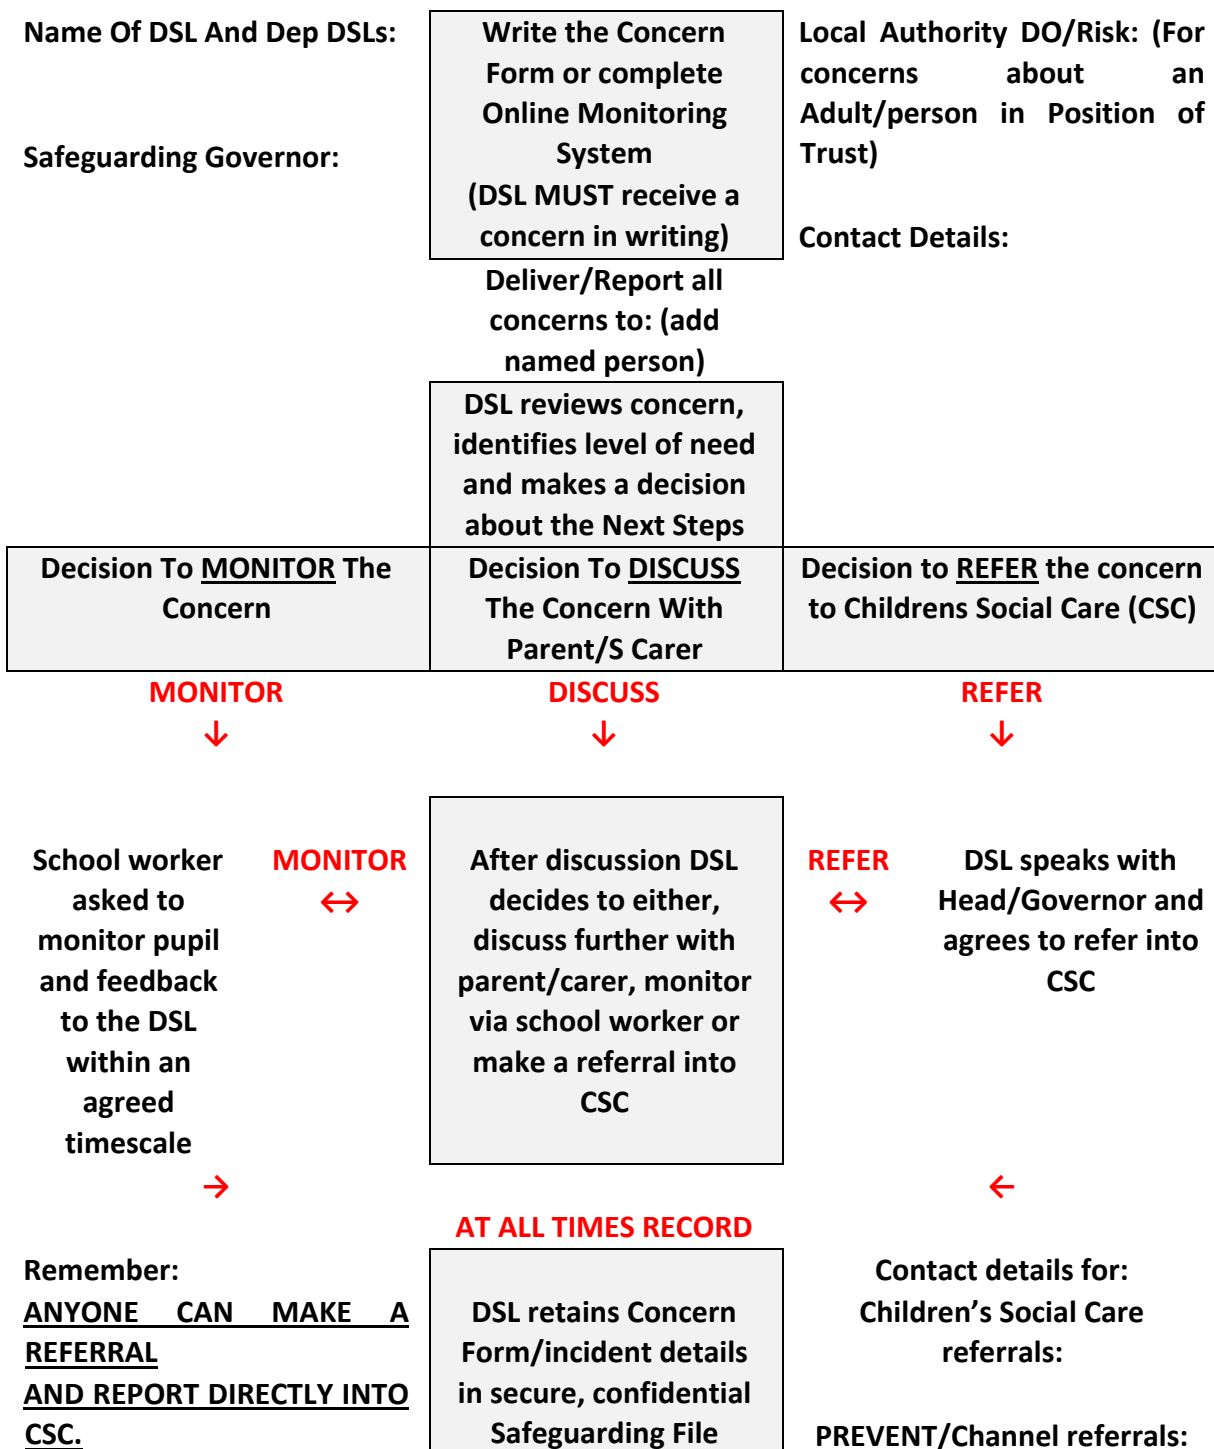 Name Of DSL And Dep DSLs:
Safeguarding Governor:
Write the Concern
Form or complete
Online Monitoring
System
(DSL MUST receive a
concern in writing)
Local Authority DO/Risk: (For
concerns about an
Adult/person in Position of
Trust)
Contact Details:
Deliver/Report all
concerns to: (add
named person)
DSL reviews concern,
identifies level of need
and makes a decision
about the Next Steps
Decision To MONITOR The
Concern
Decision To DISCUSS
The Concern With
Parent/S Carer
Decision to REFER the concern
to Childrens Social Care (CSC)
MONITOR
↓
DISCUSS
↓
REFER
↓
School worker
asked to
monitor pupil
and feedback
to the DSL
within an
agreed
timescale
MONITOR
↔
After discussion DSL
decides to either,
discuss further with
parent/carer, monitor
via school worker or
make a referral into
CSC
REFER
↔
DSL speaks with
Head/Governor and
agrees to refer into
CSC
→
←
AT ALL TIMES RECORD
Remember:
ANYONE CAN MAKE A
REFERRAL
AND REPORT DIRECTLY INTO
CSC.
DSL retains Concern
Form/incident details
in secure, confidential
Safeguarding File
Contact details for:
Children’s Social Care
referrals:
PREVENT/Channel referrals: